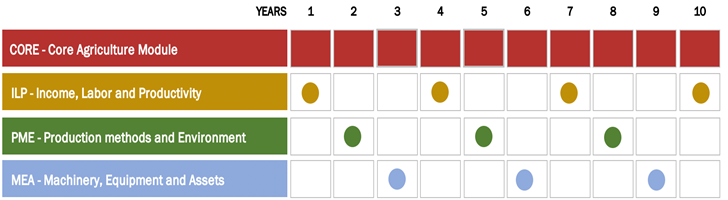 YEARS 1 2 3 4 5 6 7 8 9 10
CORE - Core Agriculture Module
ILP - Income, Labor and Productivity
PME - Production methods and Environment
MEA - Machinery, Equipment and Assets